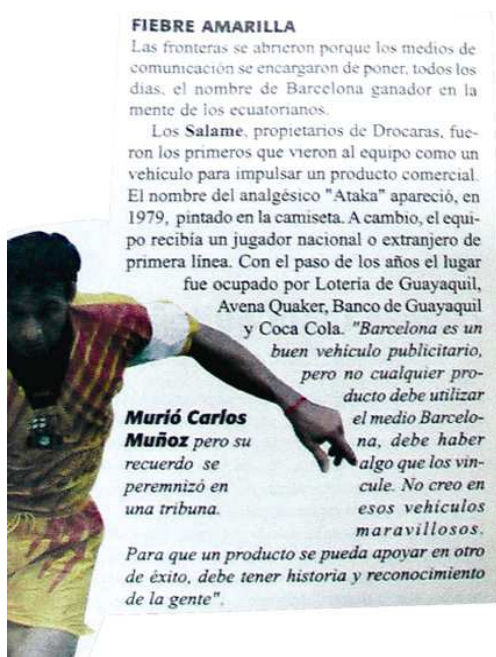 FIEBRE AMARILLA
Las fronteras se abrieron porque los medios de
comunicación se encargaron de poner, todos los
días, el nombre de Barcelona ganador en la
mente de los ecuatorianos.
Los Salame, propietarios de Drocaras, fue-
ron los primeros que vieron al equipo como un
vehículo para impulsar un producto comercial.
El nombre del analgésico "Ataka" apareció, en
1979, pintado en la camiseta. A cambio, el equi-
po recibía un jugador nacional o extranjero de
primera línea. Con el paso de los años el lugar
fue ocupado por Lotería de Guayaquil,
Avena Quaker, Banco de Guayaquil
y Coca Cola. "Barcelona es un
buen vehículo publicitario,
pero no cualquier pro-
ducto debe utilizar
el medio Barcelo-
na, debe haber
algo que los vin-
cule. No creo en
esos vehículos
maravillosos.
Para que un producto se pueda apoyar en otro
de éxito, debe tener historia y reconocimiento
de la gente".
Murió Carlos
Muñoz pero su
recuerdo se
peremnizó en
una tribuna.